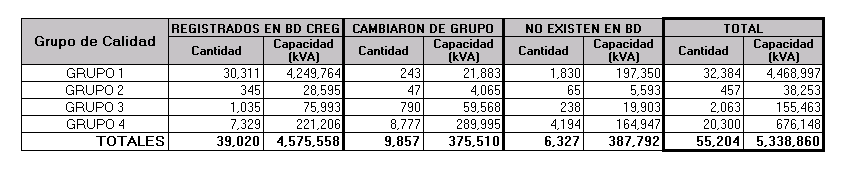 Grupo de Calidad REGISTRADOS EN BD CREG CAMBIARON DE GRUPO NO EXISTEN EN BD TOTAL
Cantidad Capacidad (kVA) Cantidad Capacidad (kVA) Cantidad Capacidad (kVA) Cantidad Capacidad (kVA)
GRUPO 1 30,311 4,249,764 243 21,883 1,830 197,350 32,384 4,468,997
GRUPO 2 345 28,595 47 4,065 65 5,593 457 38,253
GRUPO 3 1,035 75,993 790 59,568 238 19,903 2,063 155,463
GRUPO 4 7,329 221,206 8,777 289,995 4,194 164,947 20,300 676,148
TOTALES 39,020 4,575,558 9,857 375,510 6,327 387,792 55,204 5,338,860